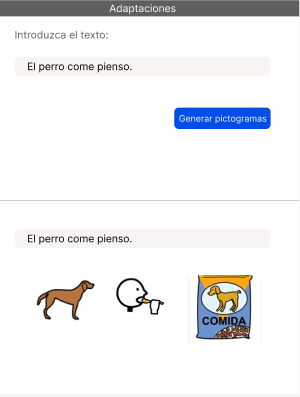 Adaptaciones
Introduzca el texto:
El perro come pienso.
Generar pictogramas
El perro come pienso.
COMIDA